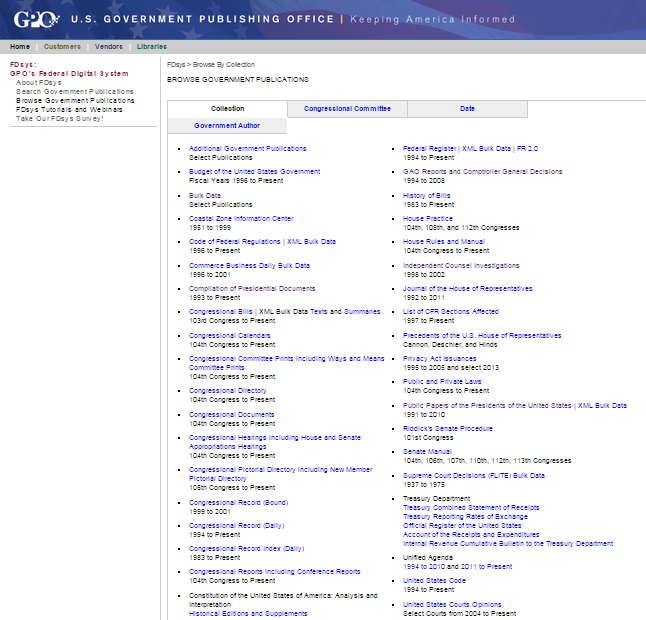 GPO U.S. GOVERNMENT PUBLISHING OFFICE | Keeping America Informed
Home | Customers | Vendors | Libraries
FDsys:
GPO's Federal Digital System
About FDsys
Search Government Publications
Browse Government Publications
FDsys Tutorials and Webinars
Take Our FDsys Survey!
FDsys > Browse By Collection
BROWSE GOVERNMENT PUBLICATIONS
Collection
Congressional Committee
Date
Government Author
Additional Government Publications
Select Publications
Budget of the United States Government
Fiscal Years 1996 to Present
Bulk Data
Select Publications
Coastal Zone Information Center
1951 to 1999
Code of Federal Regulations | XML Bulk Data
1996 to Present
Commerce Business Daily Bulk Data
1996 to 2001
Compilation of Presidential Documents
1993 to Present
Congressional Bills | XML Bulk Data Texts and Summaries
103rd Congress to Present
Congressional Calendars
104th Congress to Present
Congressional Committee Prints including Ways and Means
Committee Prints
104th Congress to Present
Congressional Directory
104th Congress to Present
Congressional Documents
104th Congress to Present
Congressional Hearings including House and Senate
Appropriations Hearings
104th Congress to Present
Congressional Pictorial Directory including New Member
Pictorial Directory
105th Congress to Present
Congressional Record (Bound)
1999 to 2001
Congressional Record (Daily)
1994 to Present
Congressional Record Index (Daily)
1983 to Present
Congressional Reports including Conference Reports
104th Congress to Present
Constitution of the United States of America: Analysis and
Interpretation
Historical Editions and Supplements
Federal Register | XML Bulk Data | FR 2.0
1994 to Present
GAO Reports and Comptroller General Decisions
1994 to 2008
History of Bills
1983 to Present
House Practice
104th, 108th, and 112th Congresses
House Rules and Manual
104th Congress to Present
Independent Counsel Investigations
1998 to 2002
Journal of the House of Representatives
1992 to 2011
List of CFR Sections Affected
1997 to Present
Precedents of the U.S. House of Representatives
Cannon, Deschler, and Hinds
Privacy Act Issuances
1995 to 2005 and select 2013
Public and Private Laws
104th Congress to Present
Public Papers of the Presidents of the United States | XML Bulk Data
1991 to 2010
Riddick's Senate Procedure
101st Congress
Senate Manual
104th, 106th, 107th, 110th, 112th, 113th Congresses
Supreme Court Decisions (FLITE) Bulk Data
1937 to 1975
Treasury Department
Treasury Combined Statement of Receipts
Treasury Reporting Rates of Exchange
Official Register of the United States
Account of the Receipts and Expenditures
Internal Revenue Cumulative Bulletin to the Treasury Department
Unified Agenda
1994 to 2010 and 2011 to Present
United States Code
1994 to Present
United States Courts Opinions
Select Courts from 2004 to Present